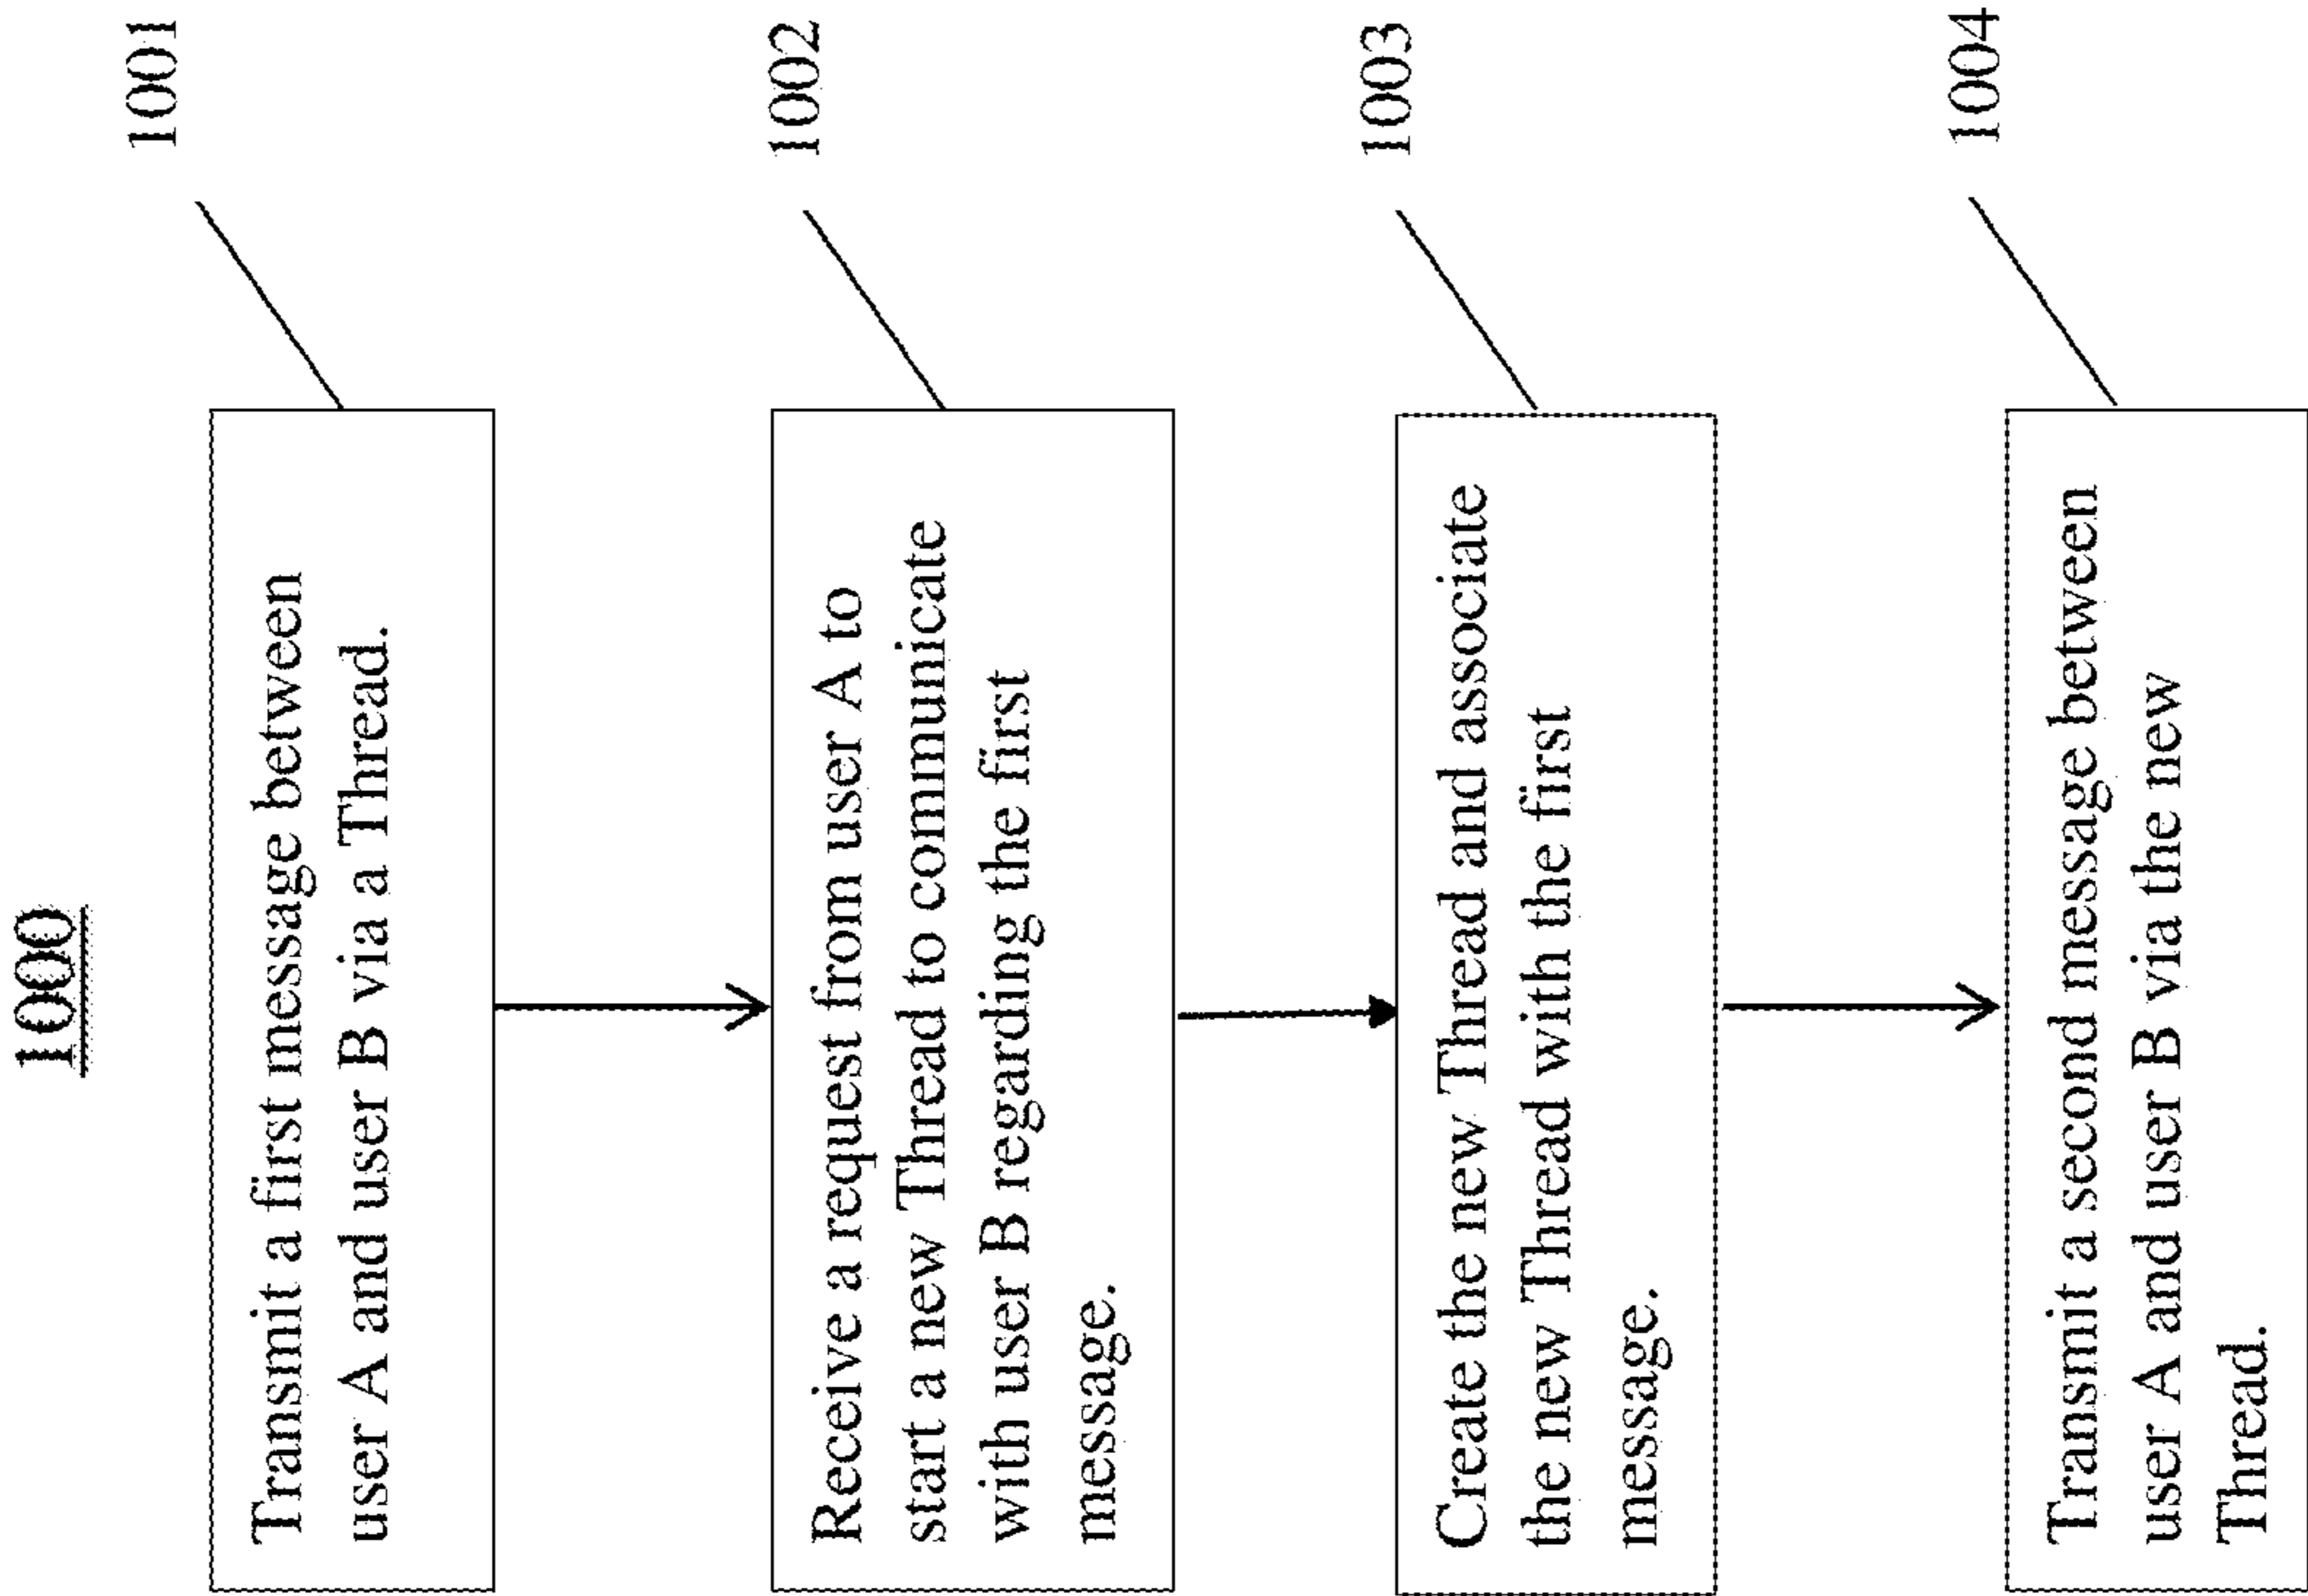 1000
Transmit a first message between
user A and user B via a Thread.
1001
Receive a request from user A to
start a new Thread to communicate
with user B regarding the first
message.
1002
Create the new Thread and associate
the new Thread with the first
message.
1003
Transmit a second message between
user A and user B via the new
Thread.
1004